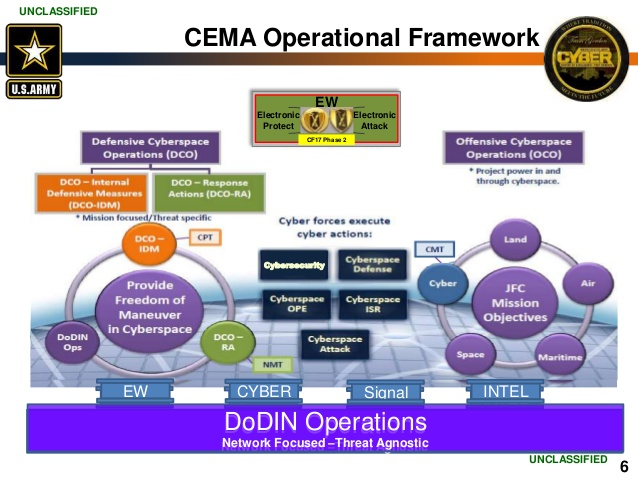 UNCLASSIFIED
CEMA Operational Framework
U.S.ARMY
CYBER
EW
Electronic
Protect
Electronic
Attack
CF17 Phase 2
Defensive Cyberspace
Operations (DCO)
DCO – Internal
Defensive Measures
(DCO-IDM)
DCO – Response
Actions (DCO-RA)
* Mission focused/Threat specific
Offensive Cyberspace
Operations (OCO)
* Project power in and
through cyberspace.
DCO –
IDM
CPT
Provide
Freedom of
Maneuver
in Cyberspace
DoDIN
Ops
DCO –
RA
NMT
Cyber forces execute
cyber actions:
Cybersecurity
Cyberspace
Defense
Cyberspace
OPE
Cyberspace
ISR
Cyberspace
Attack
CMT
Land
Cyber
Air
JFC
Mission
Objectives
Space
Maritime
EW
CYBER
Signal
INTEL
DoDIN Operations
Network Focused –Threat Agnostic
UNCLASSIFIED
6